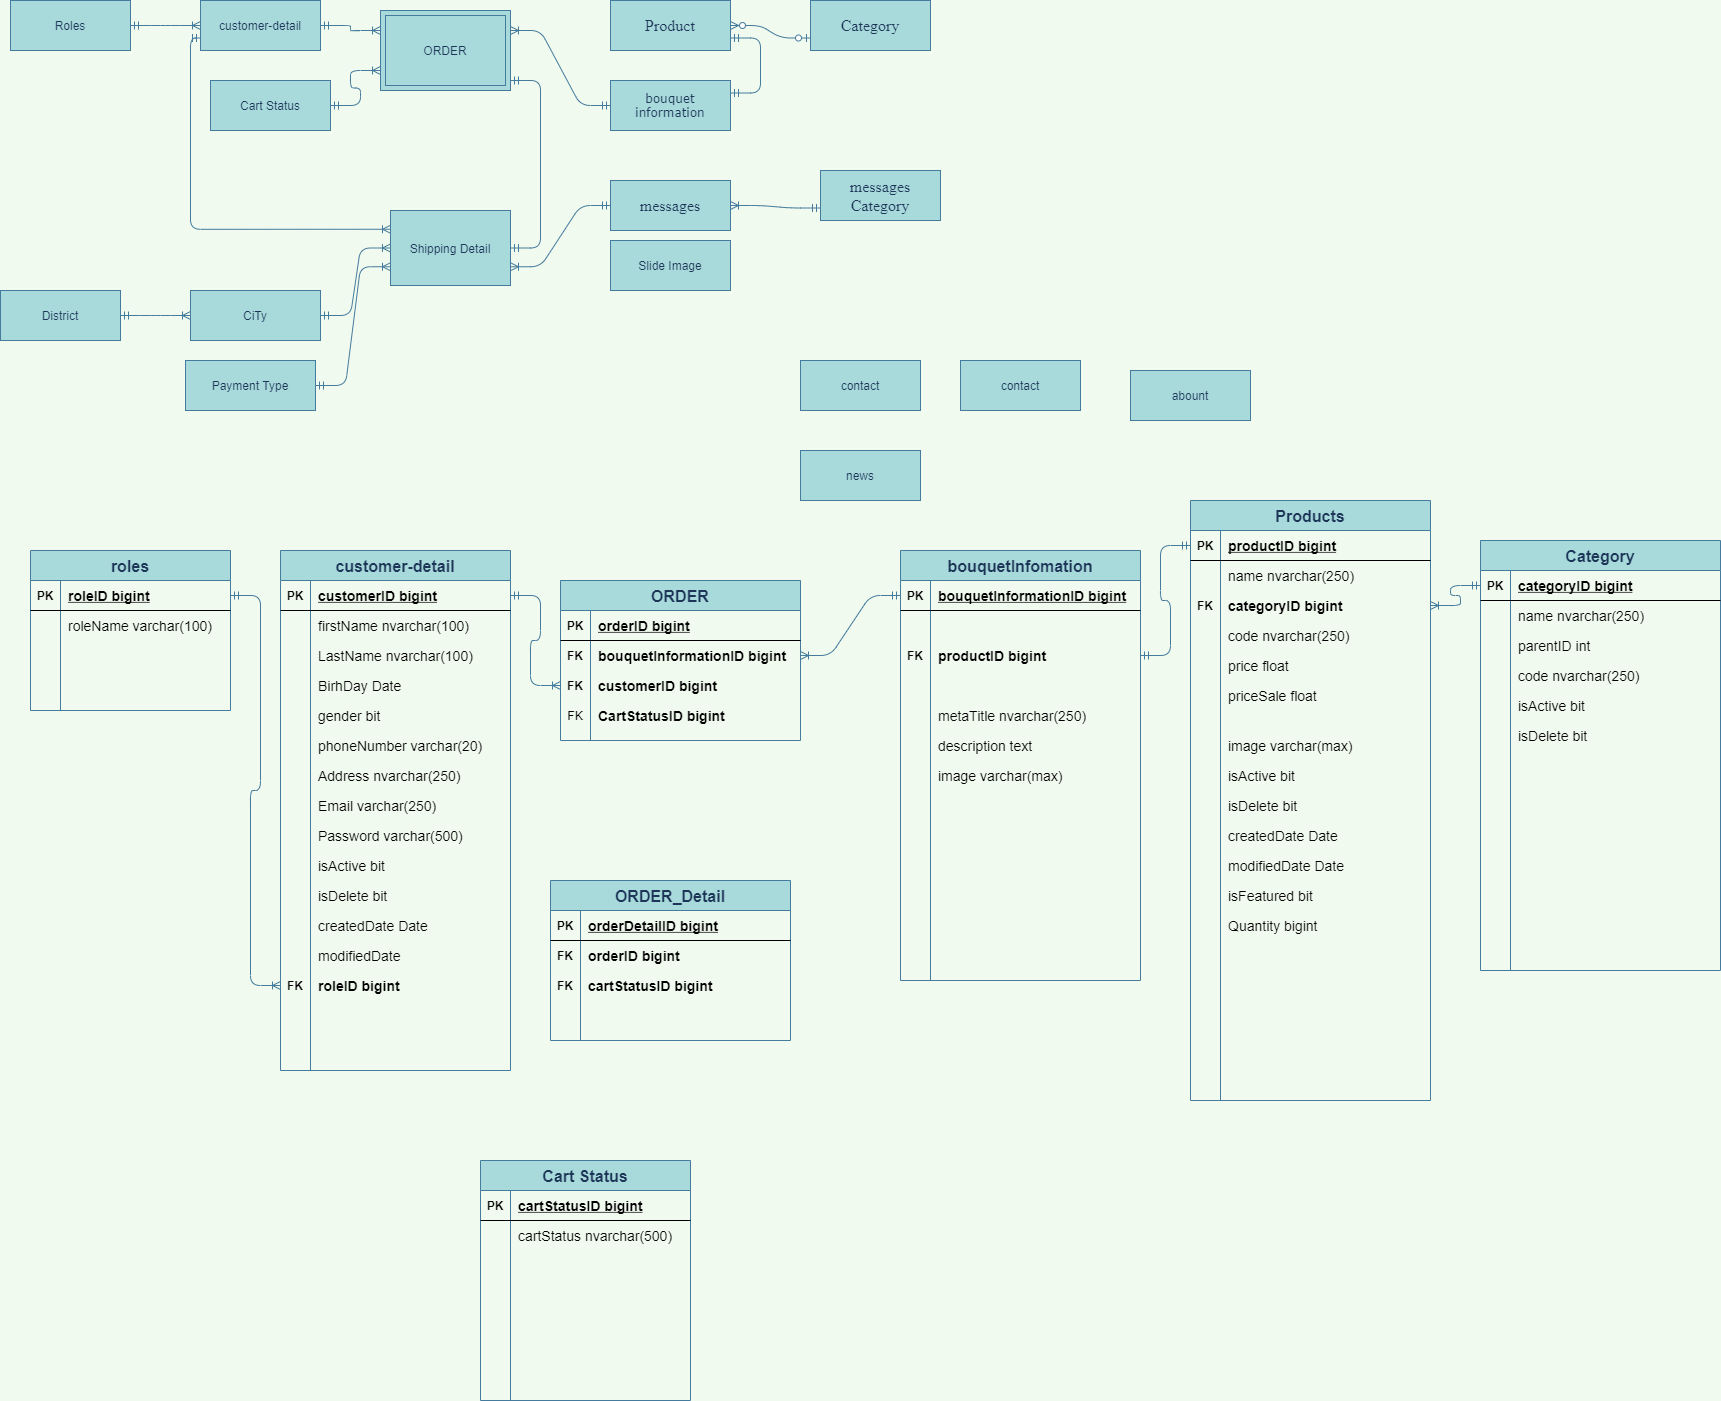 Roles
customer-detail
ORDER
Product
Category
Cart Status
bouquet
information
messages
messages
Category
Shipping Detail
Slide Image
District
CiTy
Payment Type
contact
contact
abount
news
roles
PK roleID bigint
roleName varchar(100)
customer-detail
PK customerID bigint
firstName nvarchar(100)
LastName nvarchar(100)
BirhDay Date
gender bit
phoneNumber varchar(20)
Address nvarchar(250)
Email varchar(250)
Password varchar(500)
isActive bit
isDelete bit
createdDate Date
modifiedDate
FK roleID bigint
ORDER
PK orderID bigint
FK bouquetInformationID bigint
FK customerID bigint
FK CartStatusID bigint
ORDER_Detail
PK orderDetailID bigint
FK orderID bigint
FK cartStatusID bigint
bouquetInfomation
PK bouquetInformationID bigint
FK productID bigint
metaTitle nvarchar(250)
description text
image varchar(max)
Products
PK productID bigint
name nvarchar(250)
FK categoryID bigint
code nvarchar(250)
price float
priceSale float
image varchar(max)
isActive bit
isDelete bit
createdDate Date
modifiedDate Date
isFeatured bit
Quantity bigint
Category
PK categoryID bigint
name nvarchar(250)
parentID int
code nvarchar(250)
isActive bit
isDelete bit
Cart Status
PK cartStatusID bigint
cartStatus nvarchar(500)